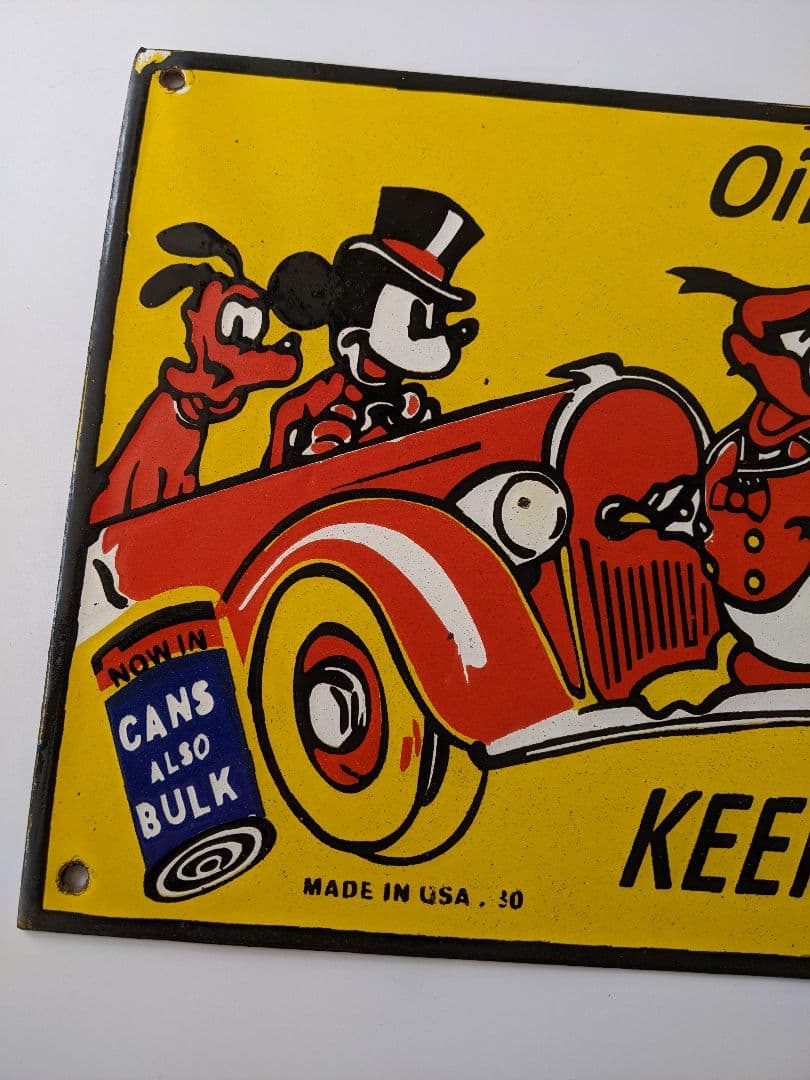 Oi
NOW IN
CANS
ALSO
BULK
KEE
MADE IN USA . 30